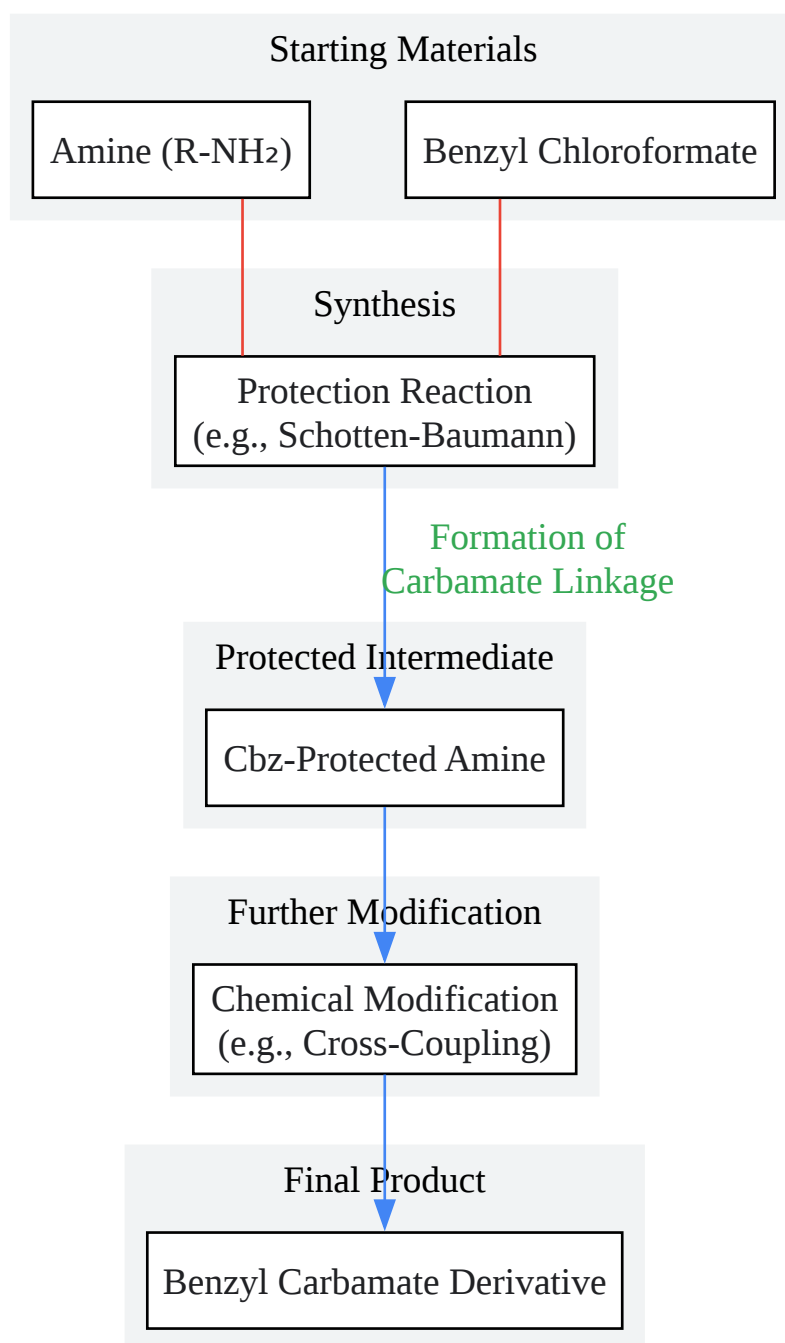 Starting Materials
Amine (R-NH₂)
Benzyl Chloroformate
Synthesis
Protection Reaction
(e.g., Schotten-Baumann)
Formation of
Carbamate Linkage
Protected Intermediate
Cbz-Protected Amine
Further Modification
Chemical Modification
(e.g., Cross-Coupling)
Final Product
Benzyl Carbamate Derivative